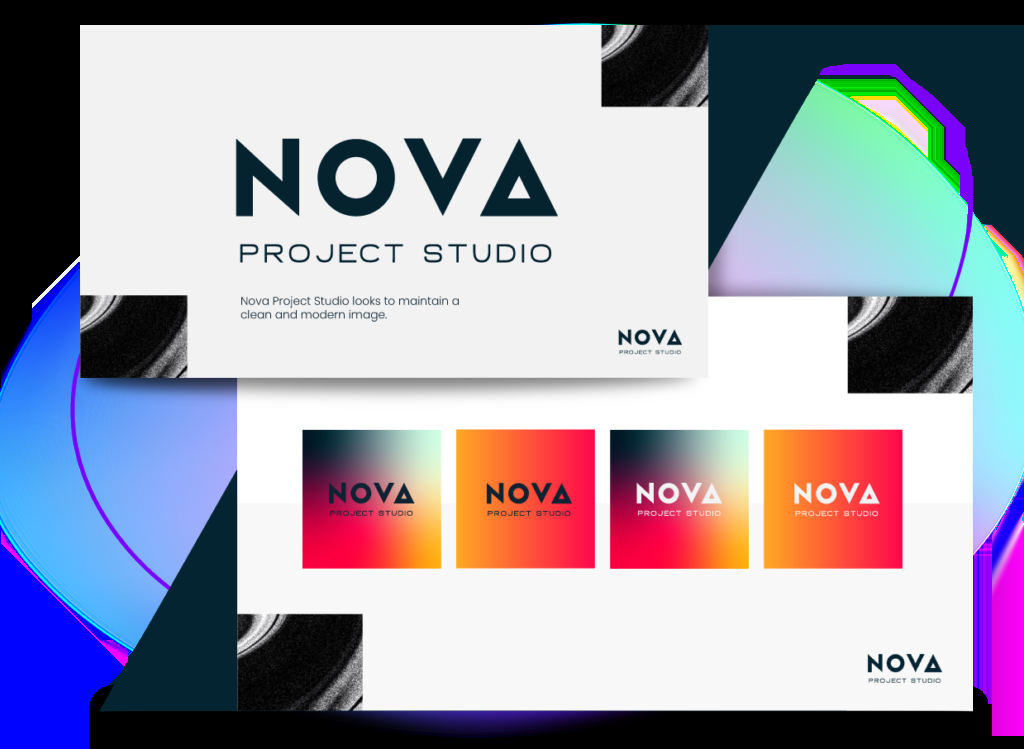 NOVA
PROJECT STUDIO
Nova Project Studio looks to maintain a
clean and modern image.
NOVA
PROJECT STUDIO
NOVA
PROJECT STUDIO
NOVA
PROJECT STUDIO
NOVA
PROJECT STUDIO
NOVA
PROJECT STUDIO
NOVA
PROJECT STUDIO